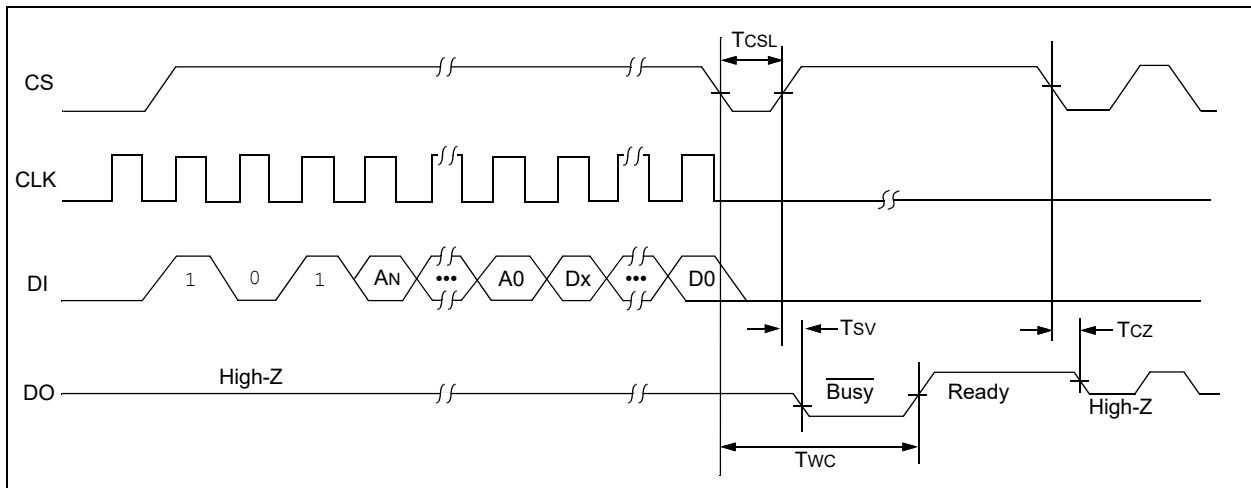 TCSL
CS
CLK
DI
1 0 1 AN ••• A0 Dx ••• D0
TSV
TCZ
DO
High-Z
Busy
Ready
High-Z
TWC